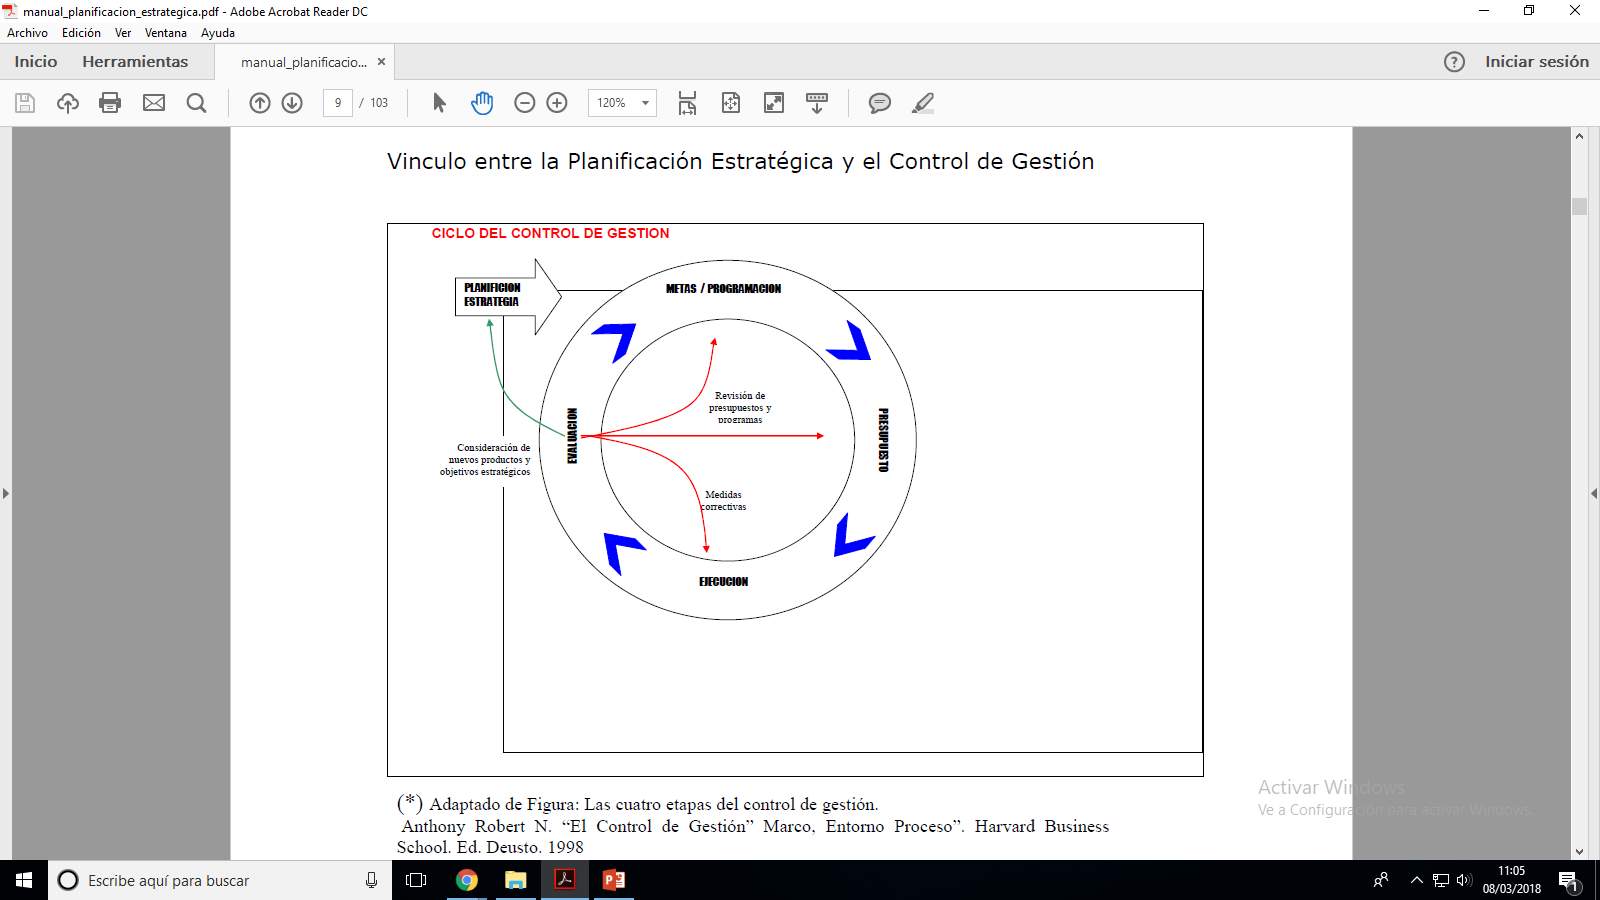 manual_planificacion_estrategica.pdf - Adobe Acrobat Reader DC
Archivo Edición Ver Ventana Ayuda
Inicio Herramientas manual_planificacio... × ? Iniciar sesión
9 / 103 120%
Vinculo entre la Planificación Estratégica y el Control de Gestión
CICLO DEL CONTROL DE GESTION
PLANIFICION
ESTRATEGIA
METAS / PROGRAMACION
Revisión de
presupuestos y
programas
PRESUPUESTO
EVALUACION
Consideración de
nuevos productos y
objetivos estratégicos
Medidas
correctivas
EJECUCION
Activar Windows
Ve a Configuración para activar Windows.
(*) Adaptado de Figura: Las cuatro etapas del control de gestión.
Anthony Robert N. “El Control de Gestión” Marco, Entorno Proceso”. Harvard Business
School. Ed. Deusto. 1998
Escribe aquí para buscar
11:05
08/03/2018
1